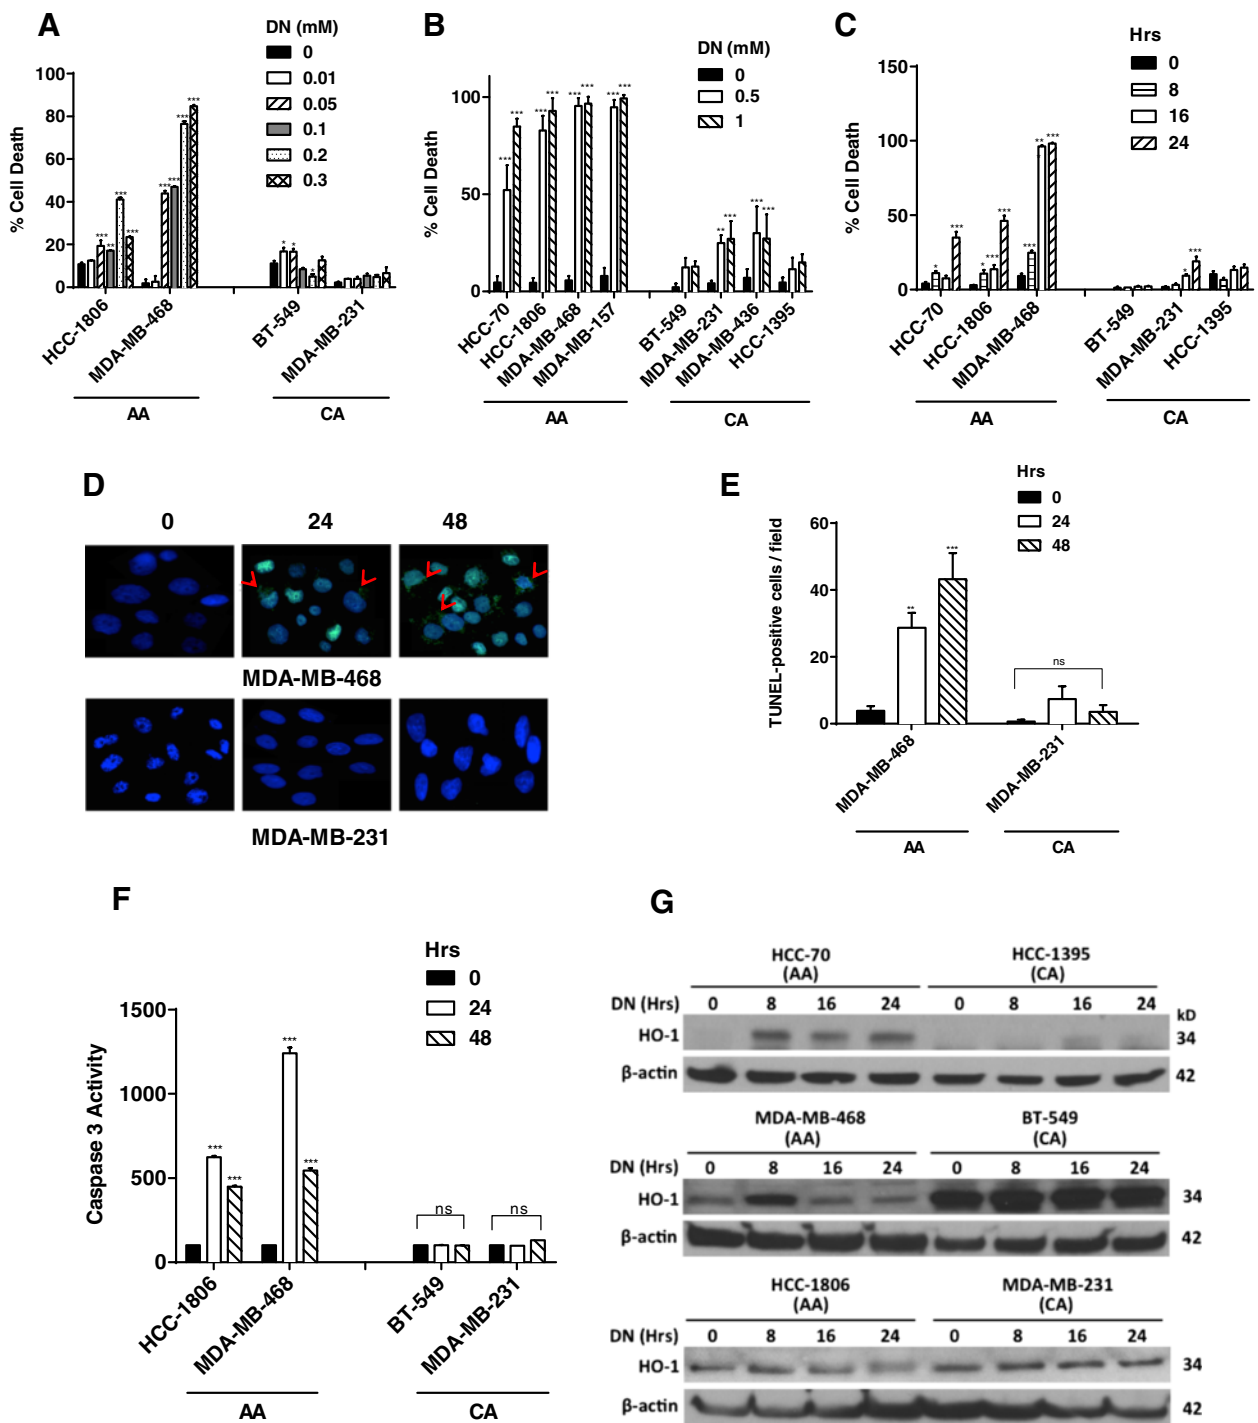 A
DN (mM)
0
0.01
0.05
0.1
0.2
0.3
% Cell Death
100
80
60
40
20
0
*** ** *** *** *** *** *** ***
* * *
HCC-1806
MDA-MB-468
BT-549
MDA-MB-231
AA
CA
B
DN (mM)
0
0.5
1
% Cell Death
100
50
0
*** *** *** *** *** *** *** ***
** *** *** ***
HCC-70
HCC-1806
MDA-MB-468
MDA-MB-157
BT-549
MDA-MB-231
MDA-MB-436
HCC-1395
AA
CA
C
Hrs
0
8
16
24
% Cell Death
150
100
50
0
* *** * *** *** *** ** ***
* ***
HCC-70
HCC-1806
MDA-MB-468
BT-549
MDA-MB-231
HCC-1395
AA
CA
D
0 24 48
MDA-MB-468
MDA-MB-231
E
Hrs
0
24
48
TUNEL-positive cells / field
60
40
20
0
** ***
ns
MDA-MB-468
MDA-MB-231
AA
CA
F
Hrs
0
24
48
Caspase 3 Activity
1500
1000
500
0
*** *** *** ***
ns ns
HCC-1806
MDA-MB-468
BT-549
MDA-MB-231
AA
CA
G
HCC-70 HCC-1395
(AA) (CA)
DN (Hrs) 0 8 16 24 0 8 16 24
kD
HO-1 34
β-actin 42
MDA-MB-468 BT-549
(AA) (CA)
DN (Hrs) 0 8 16 24 0 8 16 24
HO-1 34
β-actin 42
HCC-1806 MDA-MB-231
(AA) (CA)
DN (Hrs) 0 8 16 24 0 8 16 24
HO-1 34
β-actin 42